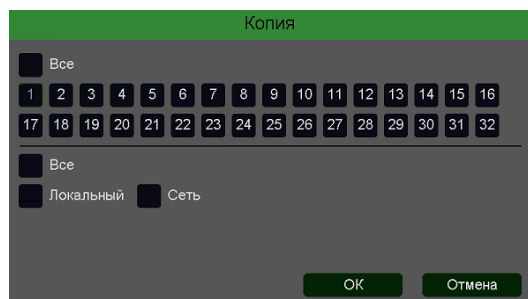 Копия
Все
1 2 3 4 5 6 7 8 9 10 11 12 13 14 15 16
17 18 19 20 21 22 23 24 25 26 27 28 29 30 31 32
Все
Локальный Сеть
ОК Отмена